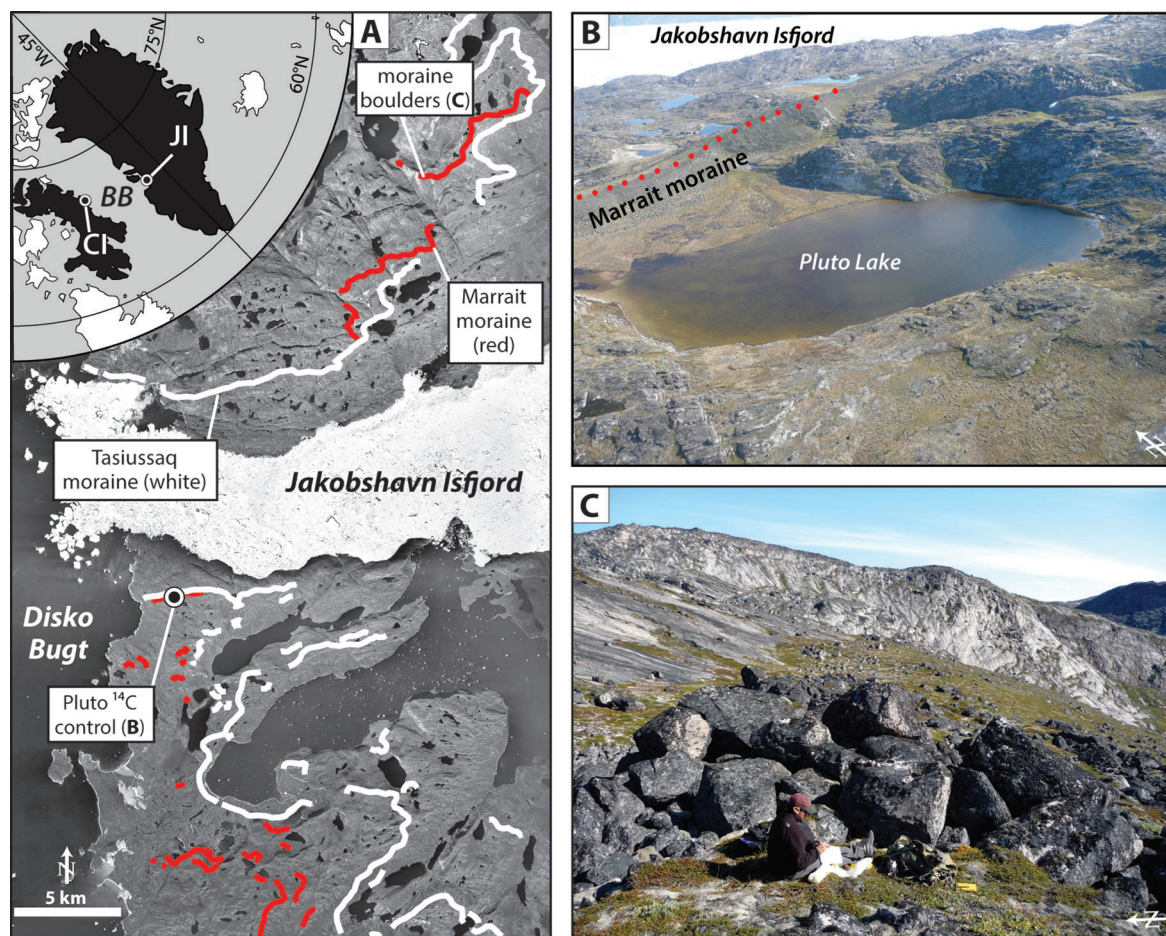 A
45°W
75°N
60°N
JI
BB
CI
moraine
boulders (C)
Marrait
moraine
(red)
Tasiussaq
moraine (white)
Jakobshavn Isfjord
Disko
Bugt
Pluto ¹⁴C
control (B)
N
5 km
B
Jakobshavn Isfjord
Marrait moraine
Pluto Lake
N
C
N